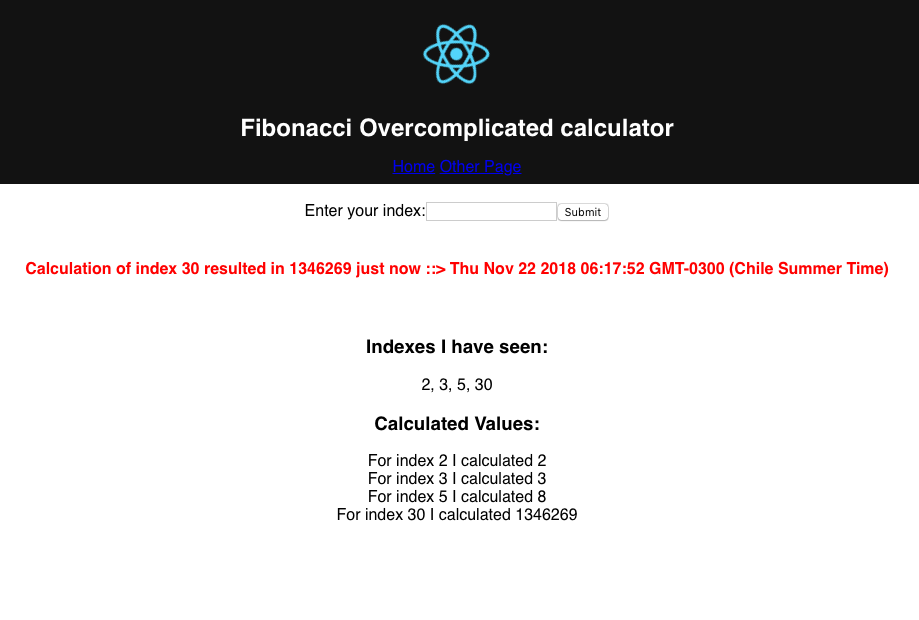 Fibonacci Overcomplicated calculator
Home Other Page
Enter your index: Submit
Calculation of index 30 resulted in 1346269 just now ::> Thu Nov 22 2018 06:17:52 GMT-0300 (Chile Summer Time)
Indexes I have seen:
2, 3, 5, 30
Calculated Values:
For index 2 I calculated 2
For index 3 I calculated 3
For index 5 I calculated 8
For index 30 I calculated 1346269